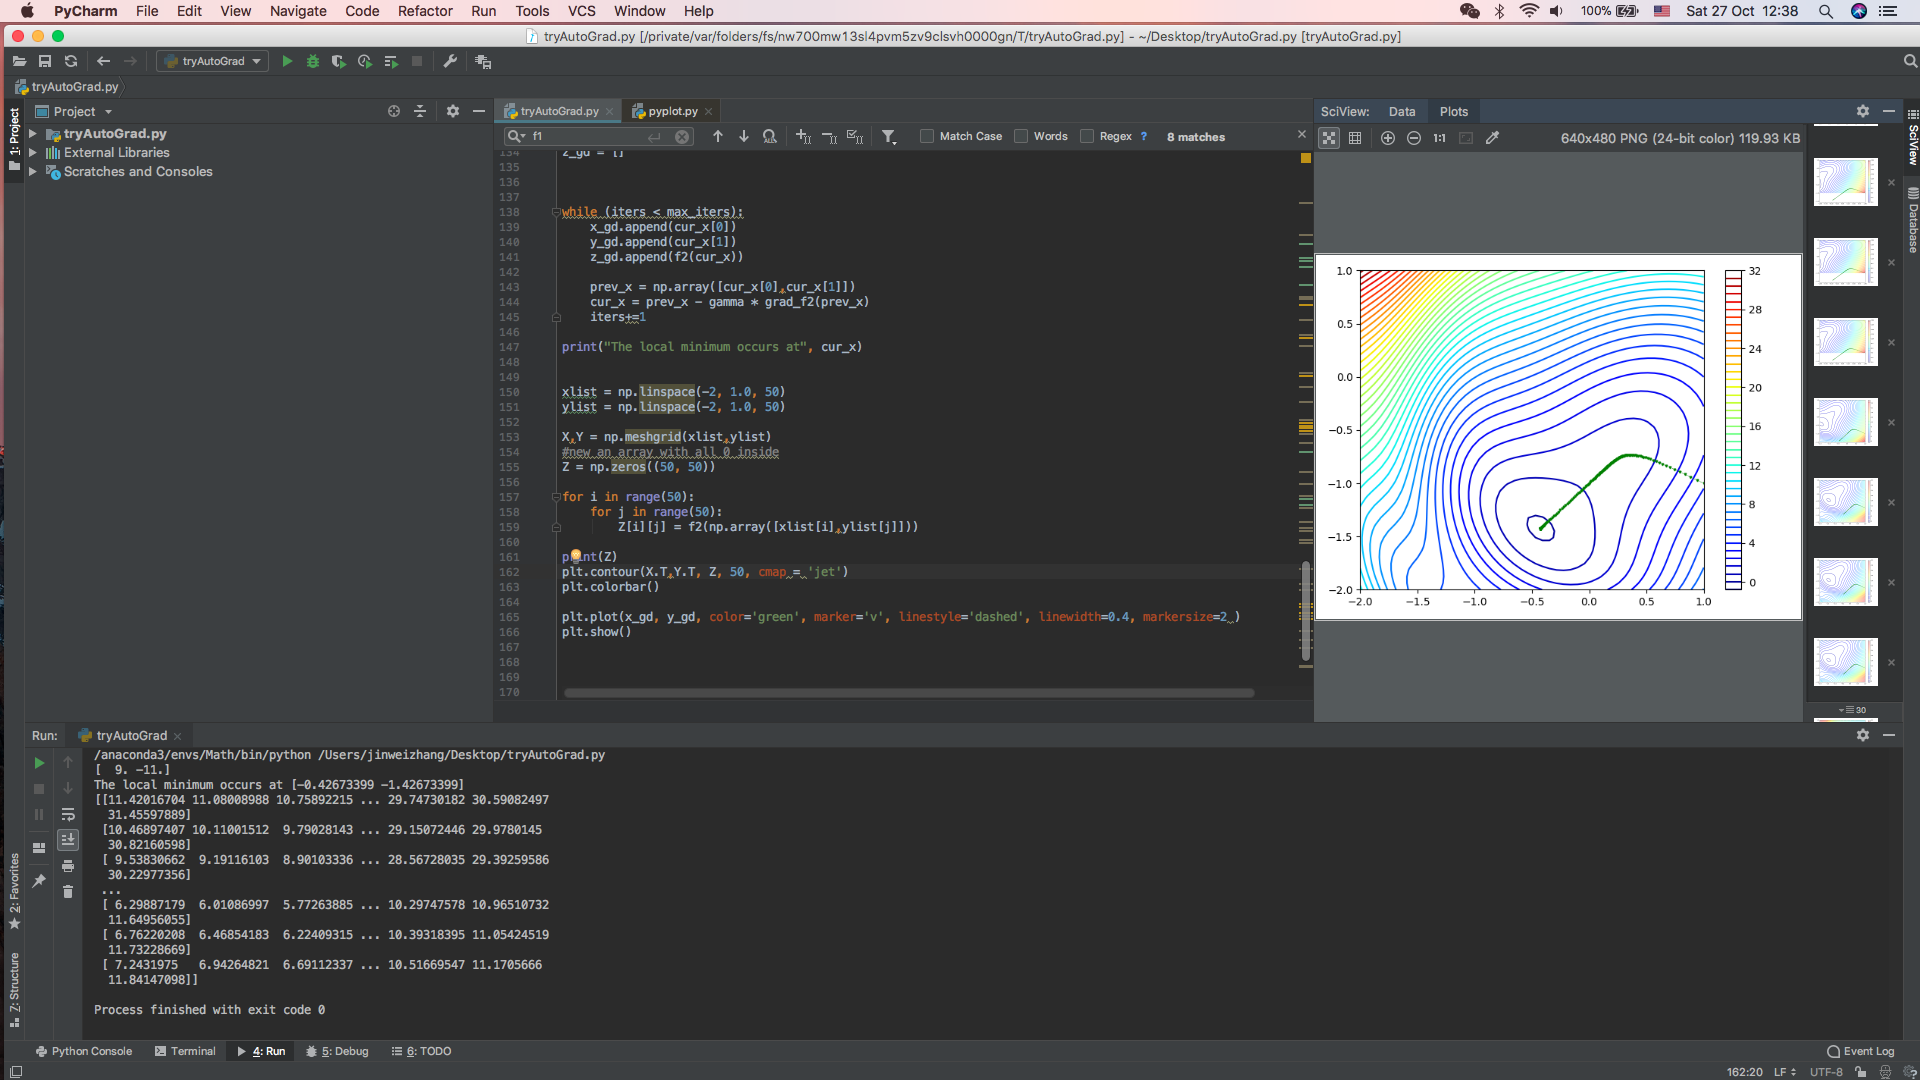 PyCharm File Edit View Navigate Code Refactor Run Tools VCS Window Help 100% Sat 27 Oct 12:38
tryAutoGrad.py [/private/var/folders/fs/nw700mw13sl4pvm5zv9clsvh0000gn/T/tryAutoGrad.py] - ~/Desktop/tryAutoGrad.py [tryAutoGrad.py]
tryAutoGrad
tryAutoGrad.py
1: Project
Project
tryAutoGrad.py
External Libraries
Scratches and Consoles
tryAutoGrad.py pyplot.py
f1 Match Case Words Regex ? 8 matches
134 z_gd = []
135
136
137
138 while (iters < max_iters):
139 x_gd.append(cur_x[0])
140 y_gd.append(cur_x[1])
141 z_gd.append(f2(cur_x))
142
143 prev_x = np.array([cur_x[0],cur_x[1]])
144 cur_x = prev_x - gamma * grad_f2(prev_x)
145 iters+=1
146
147 print("The local minimum occurs at", cur_x)
148
149
150 xlist = np.linspace(-2, 1.0, 50)
151 ylist = np.linspace(-2, 1.0, 50)
152
153 X,Y = np.meshgrid(xlist,ylist)
154 #new an array with all 0 inside
155 Z = np.zeros((50, 50))
156
157 for i in range(50):
158 for j in range(50):
159 Z[i][j] = f2(np.array([xlist[i],ylist[j]]))
160
161 print(Z)
162 plt.contour(X.T,Y.T, Z, 50, cmap = 'jet')
163 plt.colorbar()
164
165 plt.plot(x_gd, y_gd, color='green', marker='v', linestyle='dashed', linewidth=0.4, markersize=2 )
166 plt.show()
167
168
169
170
SciView: Data Plots
1:1 640x480 PNG (24-bit color) 119.93 KB
1.0
0.5
0.0
−0.5
−1.0
−1.5
−2.0
−2.0 −1.5 −1.0 −0.5 0.0 0.5 1.0
32
28
24
20
16
12
8
4
0
30
SciView
Database
Run: tryAutoGrad
/anaconda3/envs/Math/bin/python /Users/jinweizhang/Desktop/tryAutoGrad.py
[ 9. -11.]
The local minimum occurs at [-0.42673399 -1.42673399]
[[11.42016704 11.08008988 10.75892215 ... 29.74730182 30.59082497
31.45597889]
[10.46897407 10.11001512 9.79028143 ... 29.15072446 29.9780145
30.82160598]
[ 9.53830662 9.19116103 8.90103336 ... 28.56728035 29.39259586
30.22977356]
...
[ 6.29887179 6.01086997 5.77263885 ... 10.29747578 10.96510732
11.64956055]
[ 6.76220208 6.46854183 6.22409315 ... 10.39318395 11.05424519
11.73228669]
[ 7.2431975 6.94264821 6.69112337 ... 10.51669547 11.1705666
11.84147098]]
Process finished with exit code 0
2: Favorites
7: Structure
Python Console Terminal 4: Run 5: Debug 6: TODO Event Log
162:20 LF UTF-8